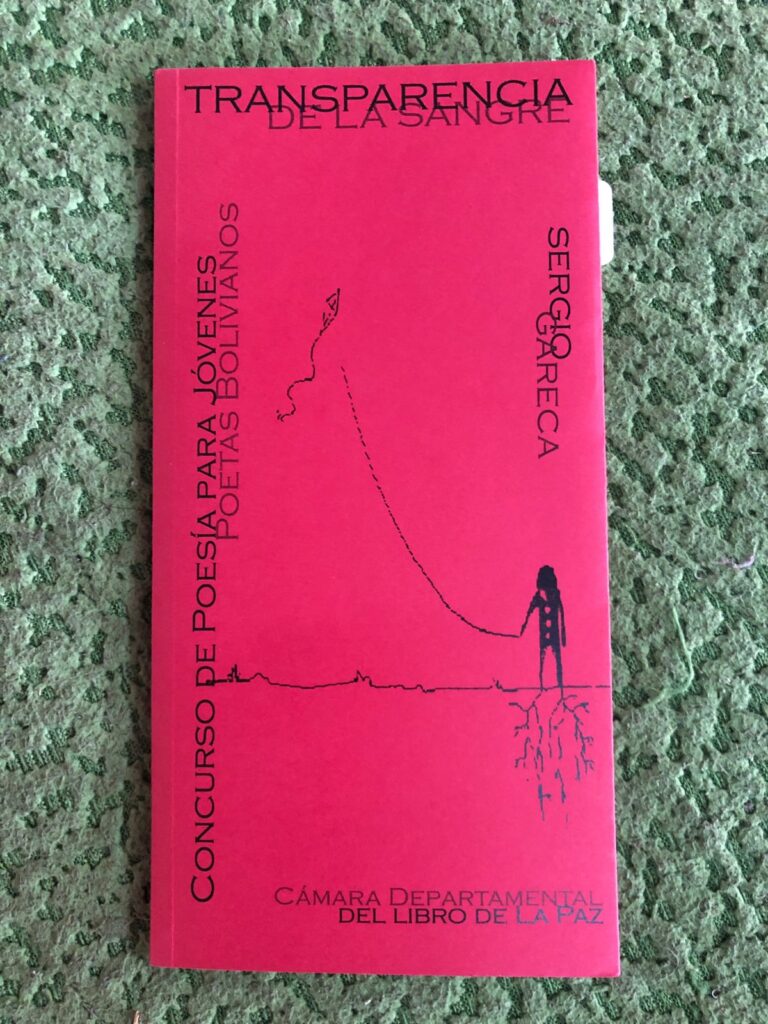 TRANSPARENCIA
DE LA SANGRE
SERGIO
GARECA
CONCURSO DE POESÍA PARA JÓVENES
POETAS BOLIVIANOS
CÁMARA DEPARTAMENTAL
DEL LIBRO DE LA PAZ